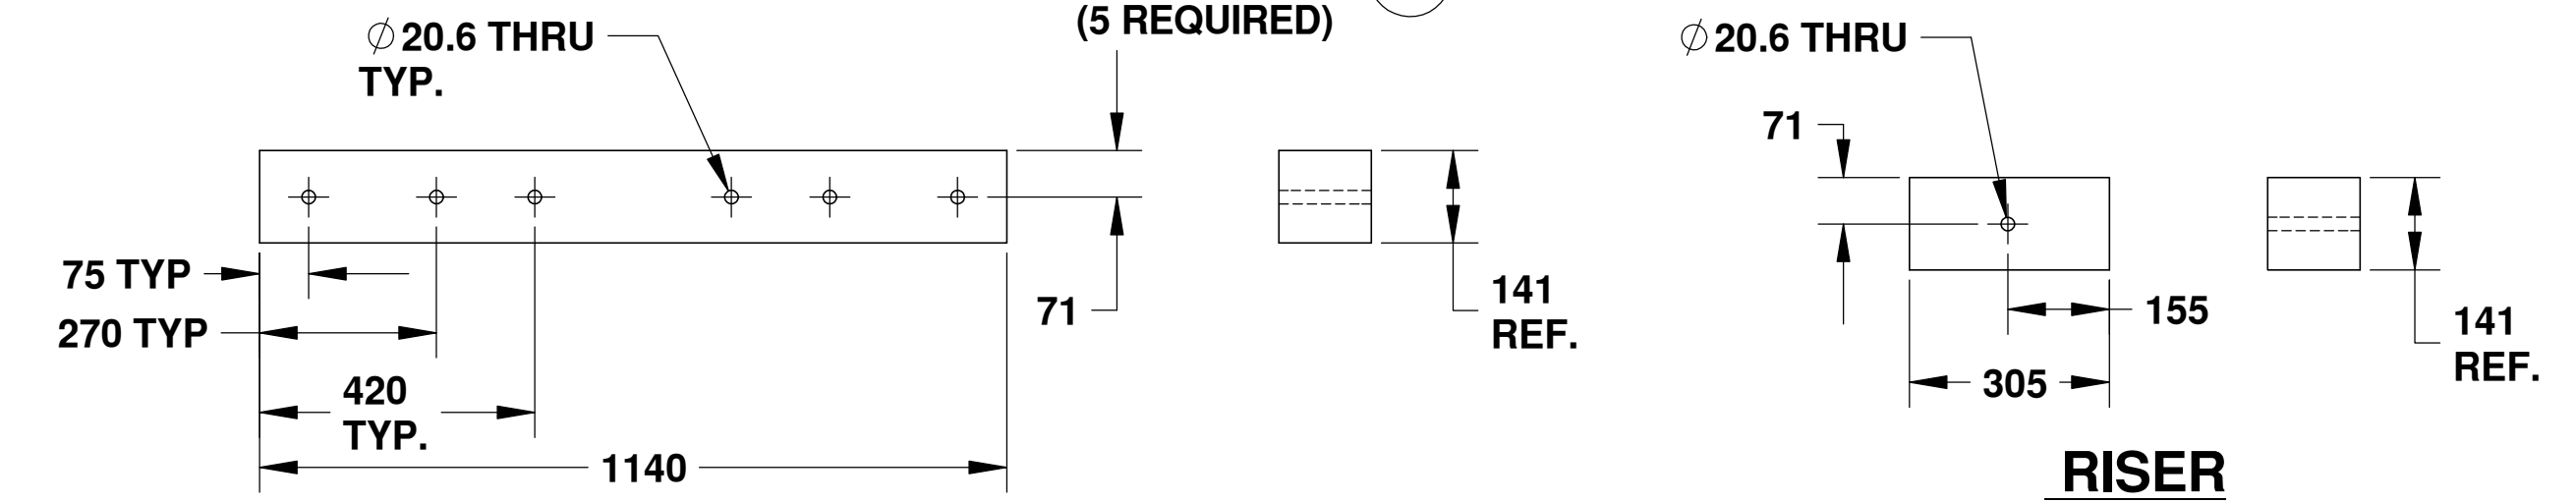 (5 REQUIRED)
∅20.6 THRU
TYP.
75 TYP
270 TYP
420
TYP.
1140
71
141
REF.
∅20.6 THRU
71
155
305
141
REF.
RISER